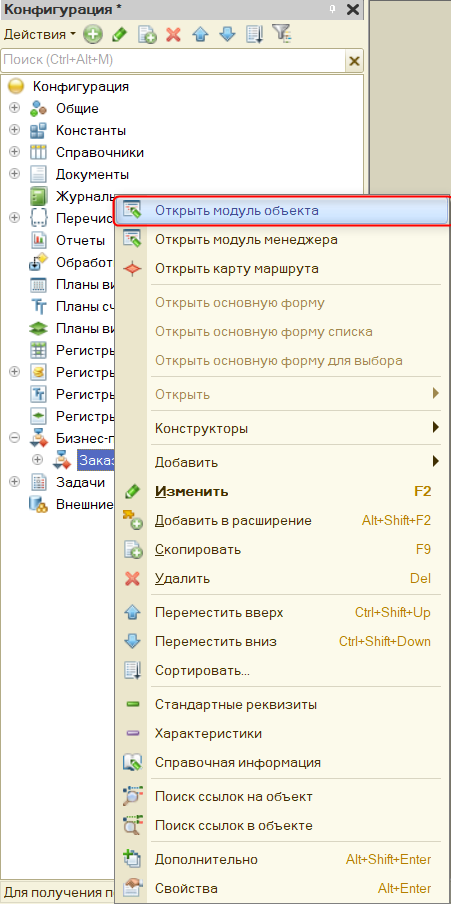 Конфигурация *
Действия
Поиск (Ctrl+Alt+M)
Конфигурация
Общие
Константы
Справочники
Документы
Журналы
Перечис
Отчеты
Обработ
Планы ви
Планы сч
Планы ви
Регистры
Регистры
Регистры
Регистры
Бизнес-п
Заказ
Задачи
Внешние
Открыть модуль объекта
Открыть модуль менеджера
Открыть карту маршрута
Открыть основную форму
Открыть основную форму списка
Открыть основную форму для выбора
Открыть
Конструкторы
Добавить
Изменить F2
Добавить в расширение Alt+Shift+F2
Скопировать F9
Удалить Del
Переместить вверх Ctrl+Shift+Up
Переместить вниз Ctrl+Shift+Down
Сортировать...
Стандартные реквизиты
Характеристики
Справочная информация
Поиск ссылок на объект
Поиск ссылок в объекте
Дополнительно Alt+Shift+Enter
Свойства Alt+Enter
Для получения п